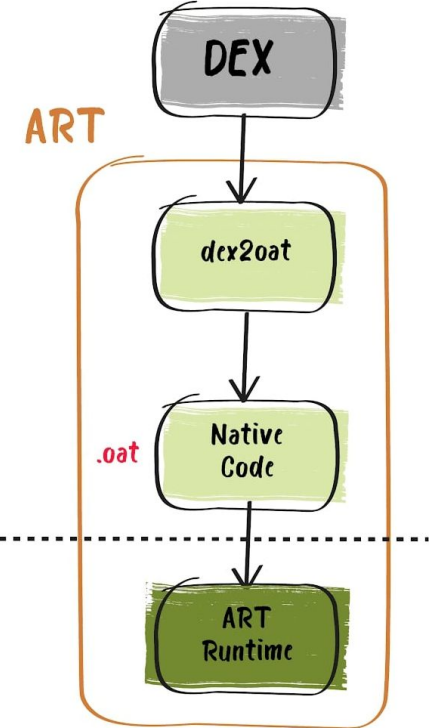 DEX
ART
dex2oat
Native
Code
.oat
ART
Runtime